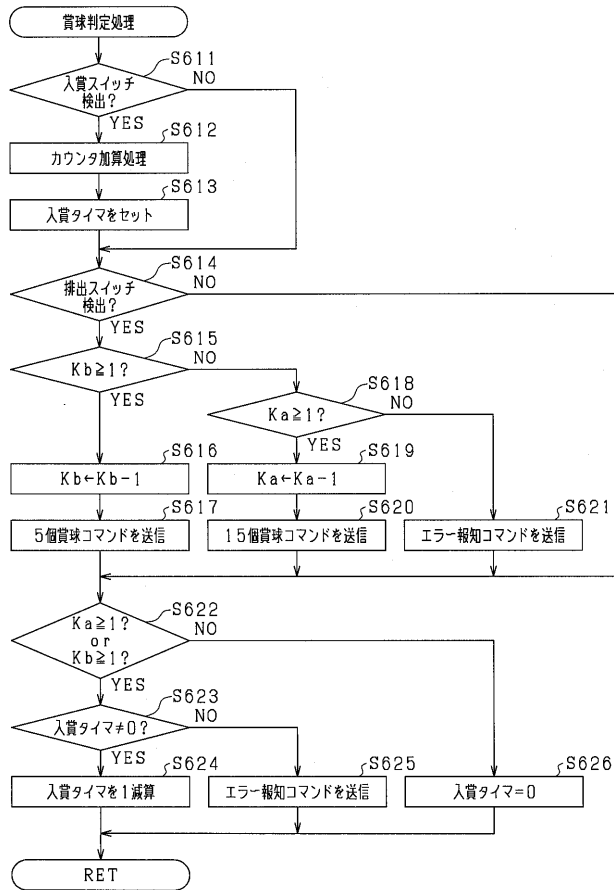 賞球判定処理
S611
入賞スイッチ
検出?
NO
YES
S612
カウンタ加算処理
S613
入賞タイマをセット
S614
排出スイッチ
検出?
NO
YES
S615
Kb≧1?
NO
YES
S618
Ka≧1?
NO
YES
S616
Kb←Kb-1
S619
Ka←Ka-1
S617
5個賞球コマンドを送信
S620
15個賞球コマンドを送信
S621
エラー報知コマンドを送信
S622
Ka≧1?
or
Kb≧1?
NO
YES
S623
入賞タイマ≠0?
NO
YES
S624
入賞タイマを1減算
S625
エラー報知コマンドを送信
S626
入賞タイマ=0
RET